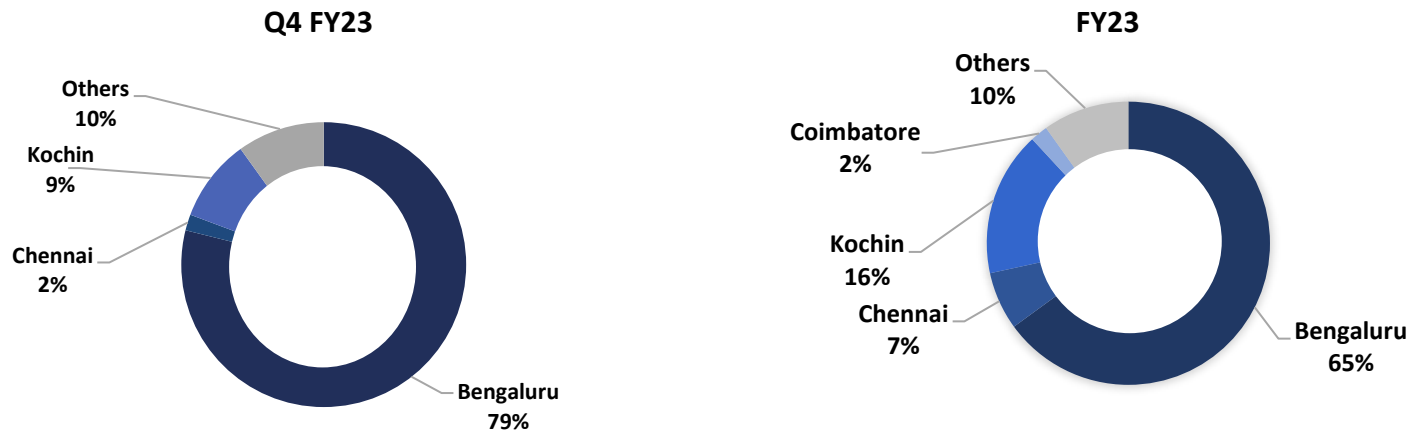 Q4 FY23
Others
10%
Kochin
9%
Chennai
2%
Bengaluru
79%
FY23
Others
10%
Coimbatore
2%
Kochin
16%
Chennai
7%
Bengaluru
65%